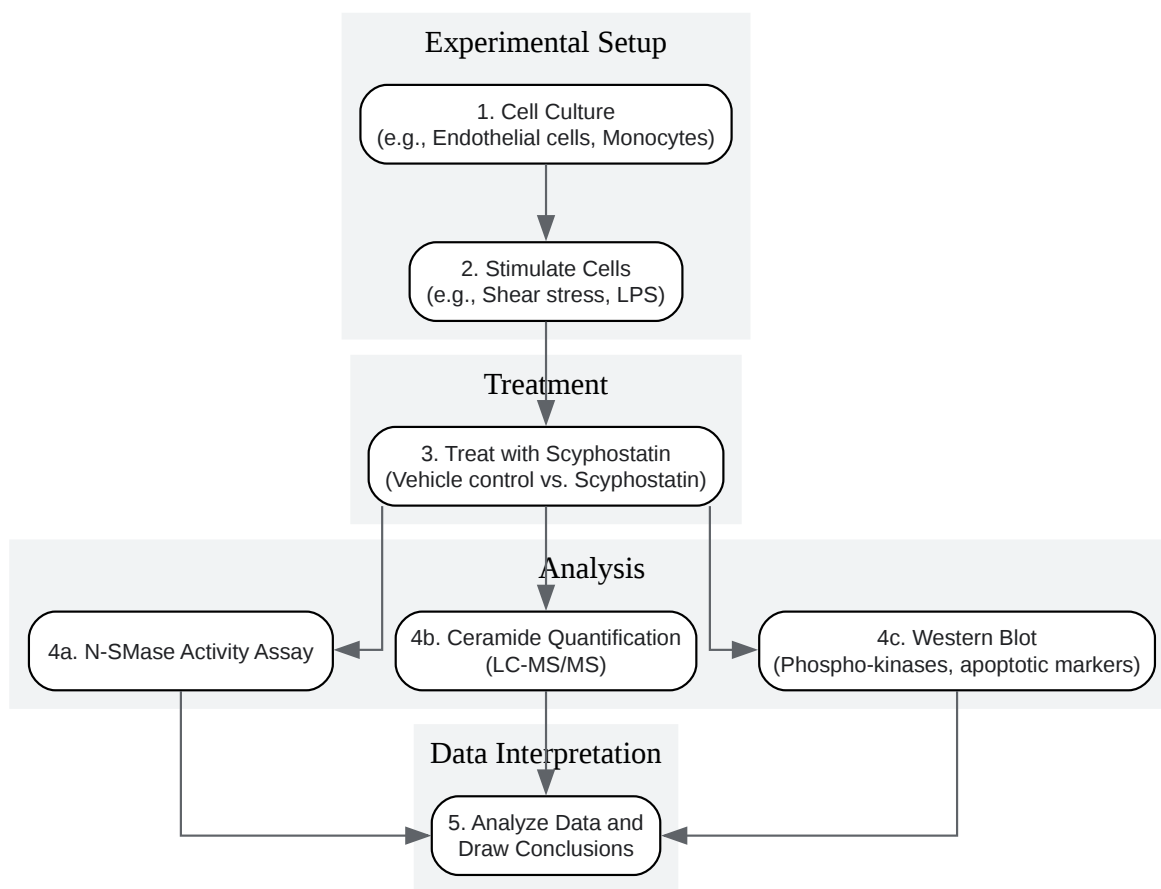 Experimental Setup
1. Cell Culture
(e.g., Endothelial cells, Monocytes)
2. Stimulate Cells
(e.g., Shear stress, LPS)
Treatment
3. Treat with Scyphostatin
(Vehicle control vs. Scyphostatin)
Analysis
4a. N-SMase Activity Assay
4b. Ceramide Quantification
(LC-MS/MS)
4c. Western Blot
(Phospho-kinases, apoptotic markers)
Data Interpretation
5. Analyze Data and
Draw Conclusions